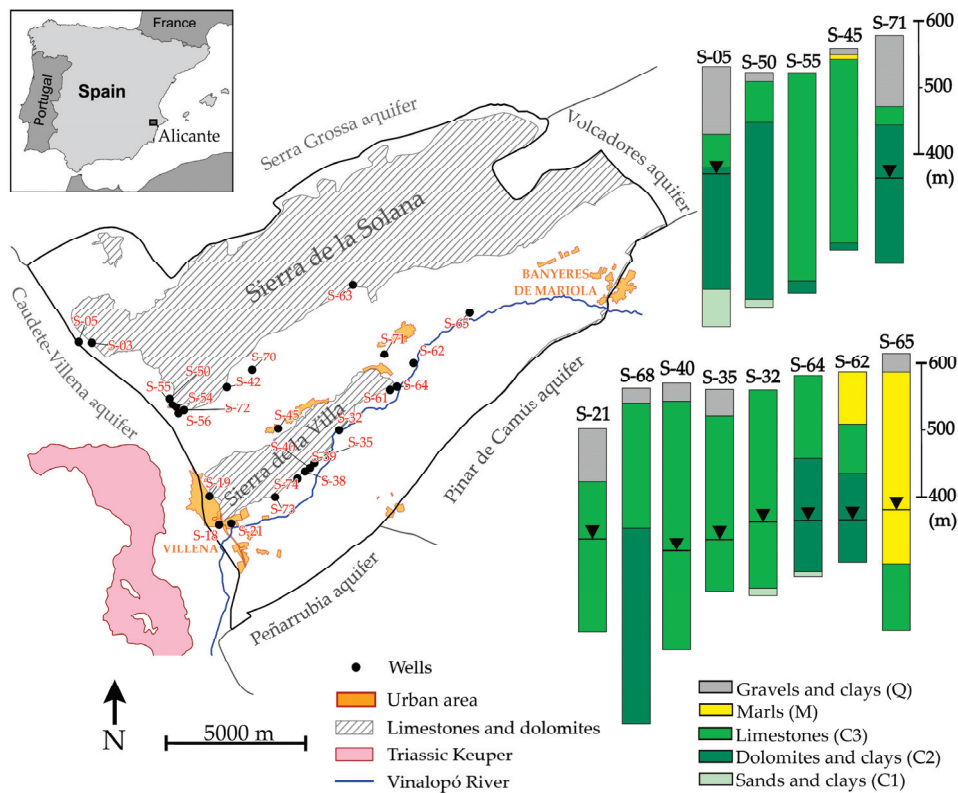 France
Portugal
Spain
Alicante
Serra Grossa aquifer
Volcadores aquifer
Sierra de la Solana
BANYERES
DE MARIOLA
S-63
S-05
S-03
Caudete-Villena aquifer
S-65
S-71
S-62
S-70
S-50
S-42
S-55
S-54
S-72
S-56
S-64
S-61
S-45
S-32
S-40
S-35
Sierra de la Villa
S-39
S-38
S-19
S-74
S-73
S-18
S-21
VILLENA
Pinar de Camús aquifer
Peñarrubia aquifer
N
5000 m
Wells
Urban area
Limestones and dolomites
Triassic Keuper
Vinalopó River
S-05
S-50
S-55
S-45
S-71
600
500
400
(m)
S-21
S-68
S-40
S-35
S-32
S-64
S-62
S-65
600
500
400
(m)
Gravels and clays (Q)
Marls (M)
Limestones (C3)
Dolomites and clays (C2)
Sands and clays (C1)